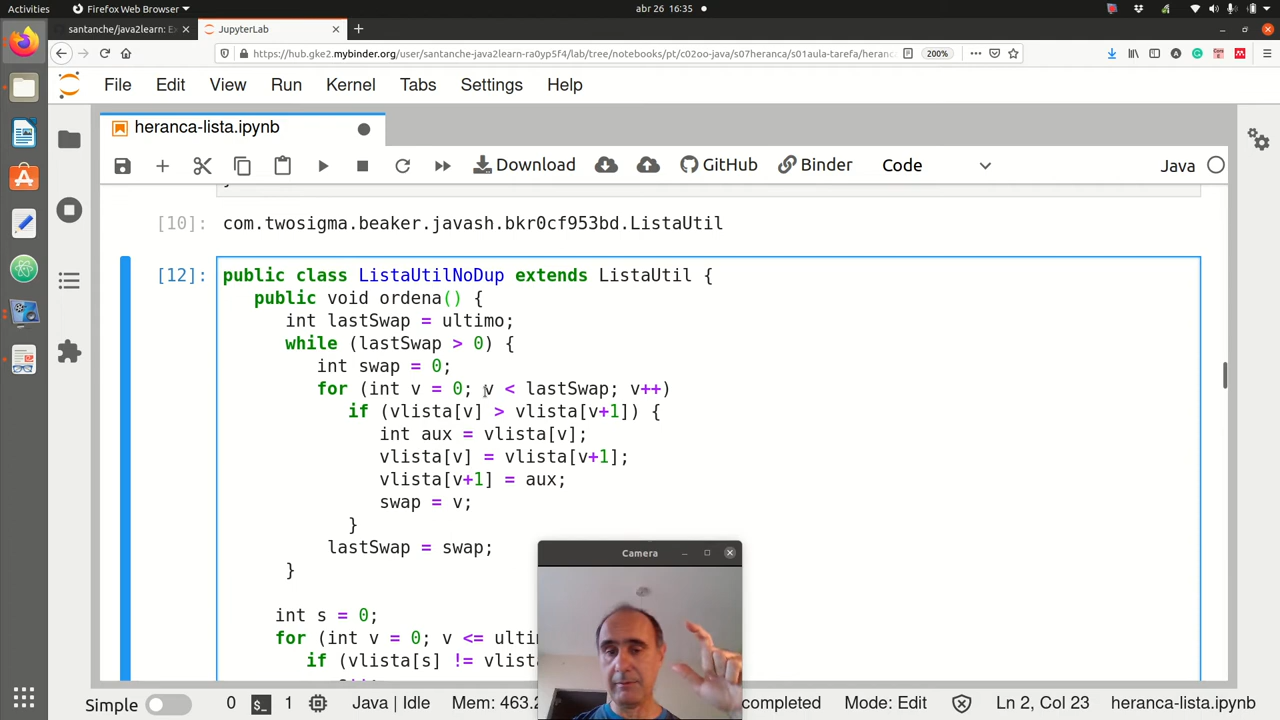 Activities Firefox Web Browser abr 26 16:35
santanche/java2learn: Ex JupyterLab
https://hub.gke2.mybinder.org/user/santanche-java2learn-ra0yp5f4/lab/tree/notebooks/pt/c02oo-java/s07heranca/s01aula-tarefa/heranc 200%
File Edit View Run Kernel Tabs Settings Help
heranca-lista.ipynb
Download GitHub Binder Code Java
[10]: com.twosigma.beaker.javash.bkr0cf953bd.ListaUtil
[12]: public class ListaUtilNoDup extends ListaUtil {
public void ordena() {
int lastSwap = ultimo;
while (lastSwap > 0) {
int swap = 0;
for (int v = 0; v < lastSwap; v++)
if (vlista[v] > vlista[v+1]) {
int aux = vlista[v];
vlista[v] = vlista[v+1];
vlista[v+1] = aux;
swap = v;
}
lastSwap = swap;
}
Camera
int s = 0;
for (int v = 0; v <= ultim
if (vlista[s] != vlista
Simple 0 1 Java | Idle Mem: 463.2 completed Mode: Edit Ln 2, Col 23 heranca-lista.ipynb